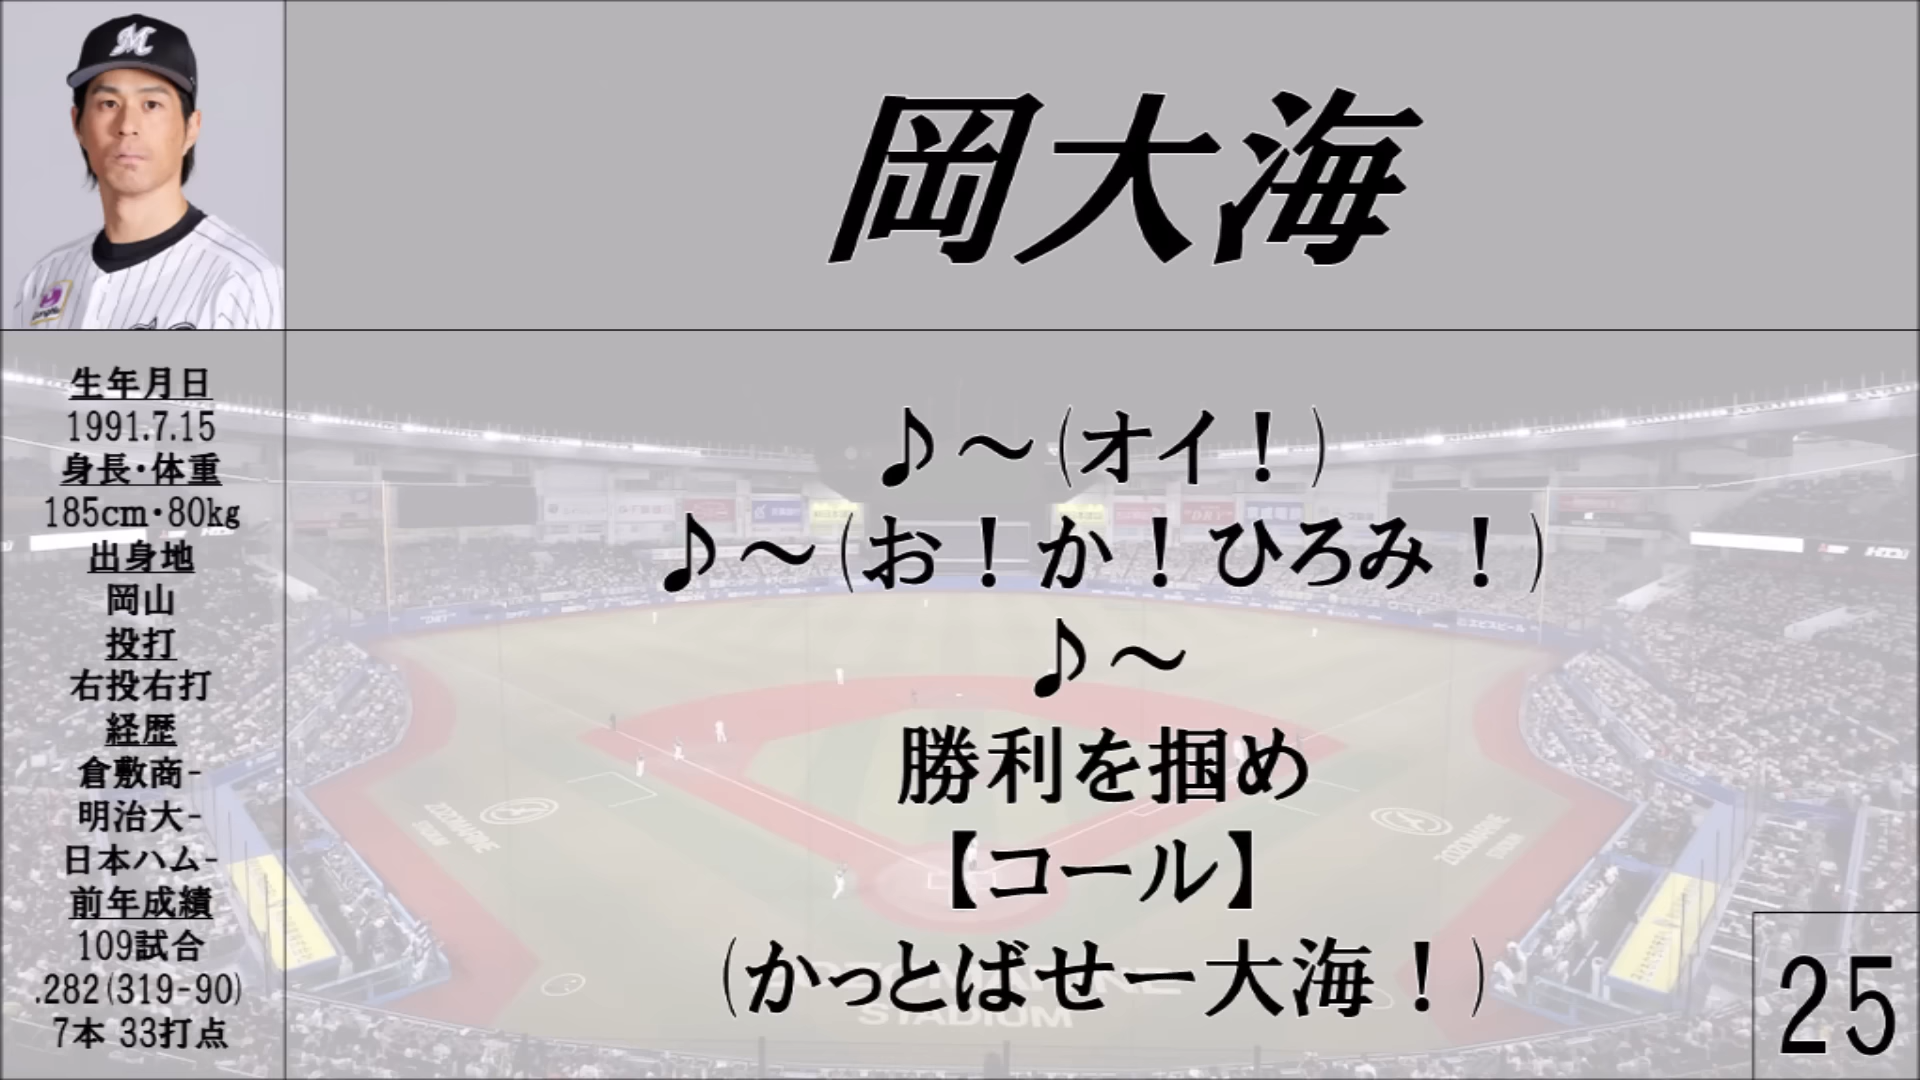 岡大海
生年月日
1991.7.15
身長・体重
185cm・80kg
出身地
岡山
投打
右投右打
経歴
倉敷商-
明治大-
日本ハム-
前年成績
109試合
.282(319-90)
7本 33打点
♪～(オイ！)
♪～(お！か！ひろみ！)
♪～
勝利を掴め
【コール】
(かっとばせー大海！)
STADIUM
25